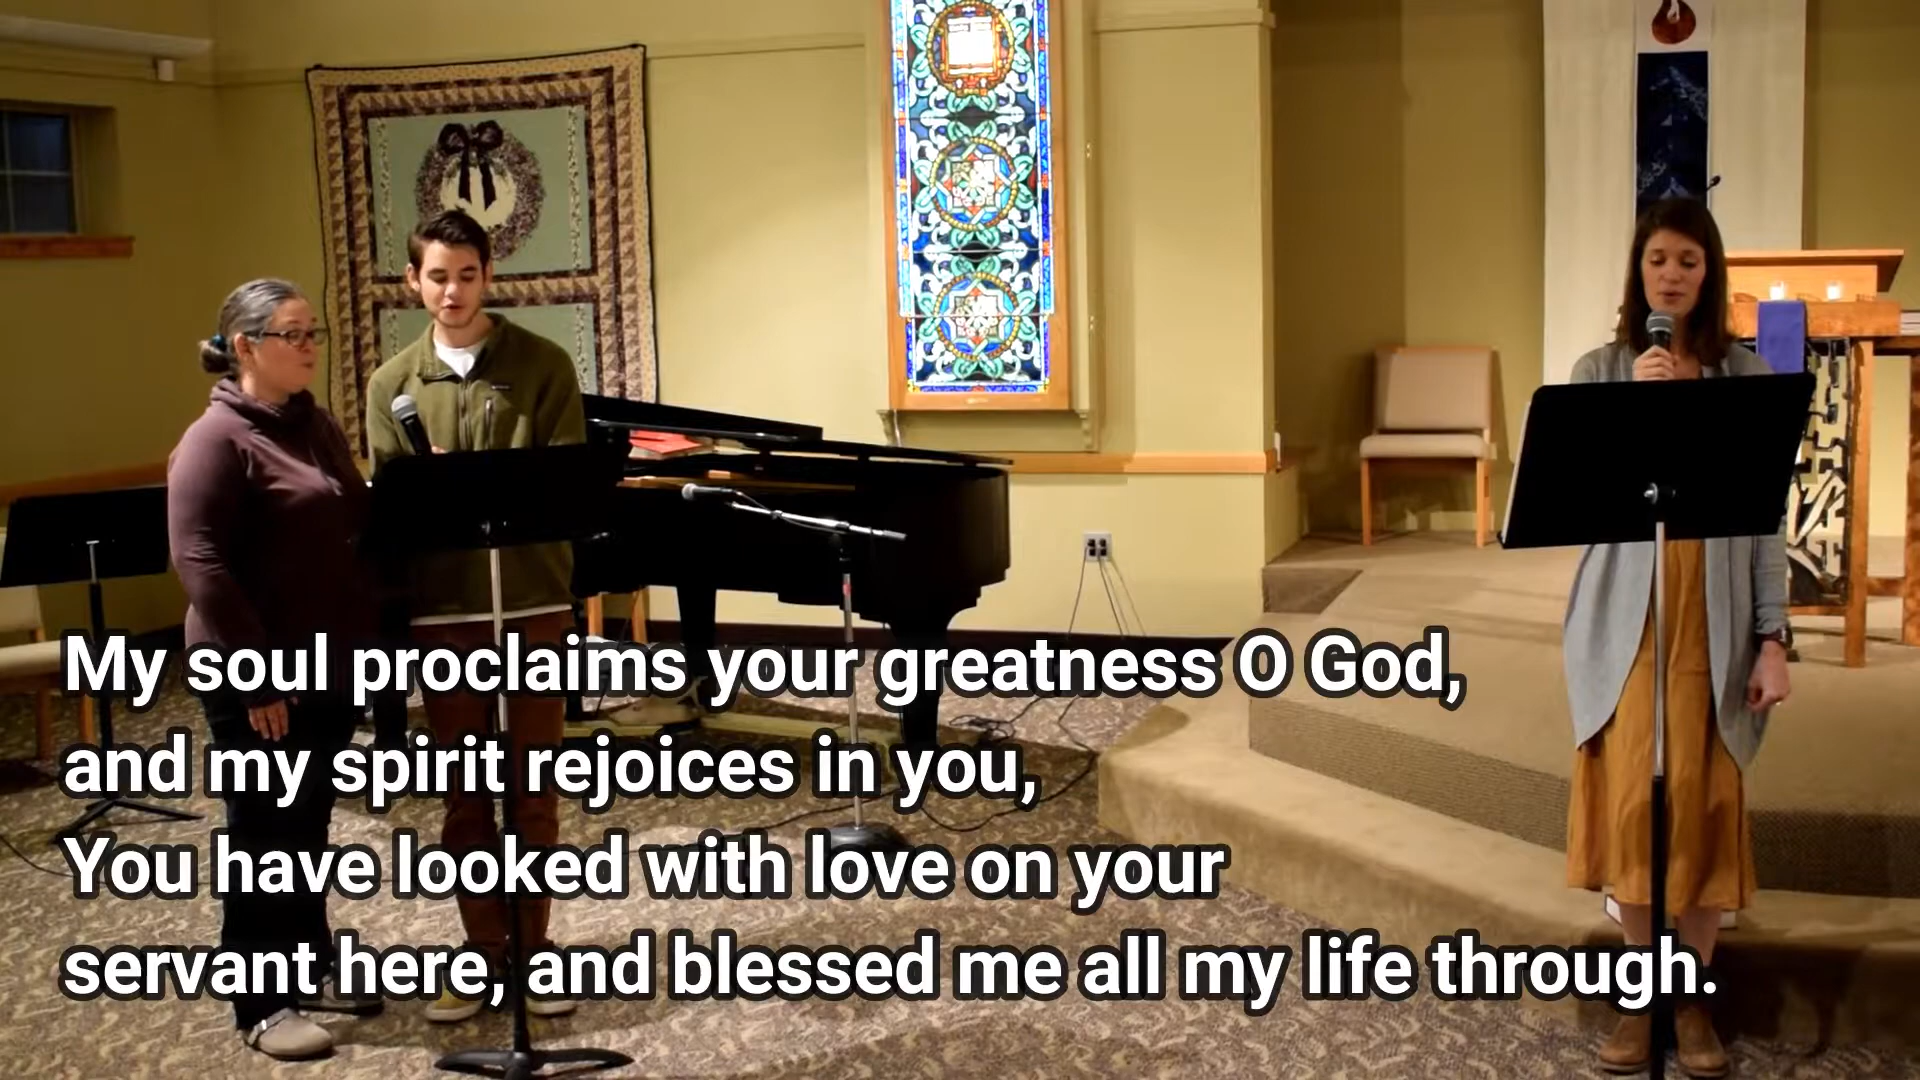 My soul proclaims your greatness O God,
and my spirit rejoices in you,
You have looked with love on your
servant here, and blessed me all my life through.